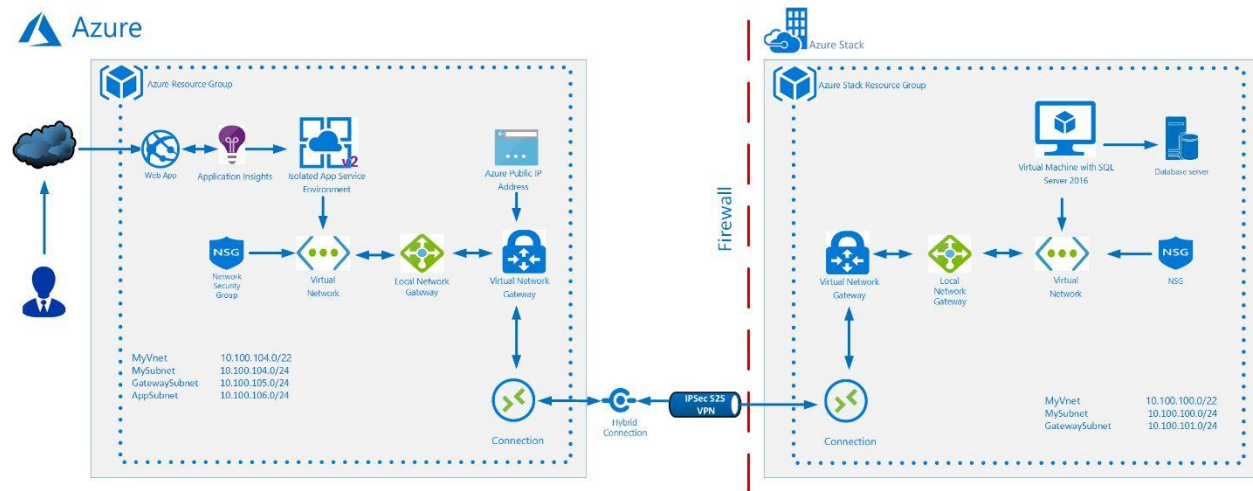 Azure
Azure Stack
Azure Resource Group
Azure Stack Resource Group
v2
Web App
Application Insights
Isolated App Service
Environment
Azure Public IP
Address
Virtual Machine with SQL
Server 2016
Database server
Firewall
NSG
Network
Security
Group
Virtual
Network
Local Network
Gateway
Virtual Network
Gateway
Virtual Network
Gateway
Local
Network
Gateway
Virtual
Network
NSG
NSG
MyVnet 10.100.104.0/22
MySubnet 10.100.104.0/24
GatewaySubnet 10.100.105.0/24
AppSubnet 10.100.106.0/24
Connection
Hybrid
Connection
IPSec S2S
VPN
Connection
MyVnet 10.100.100.0/22
MySubnet 10.100.100.0/24
GatewaySubnet 10.100.101.0/24